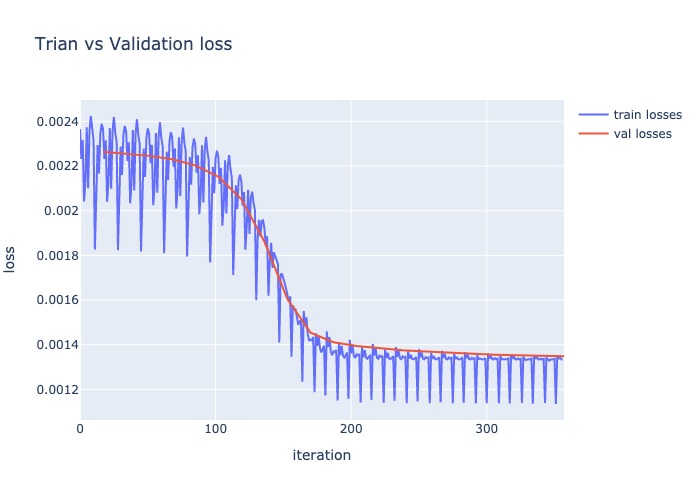 Trian vs Validation loss
train losses
val losses
0.0024
0.0022
0.002
0.0018
0.0016
0.0014
0.0012
loss
0 100 200 300
iteration